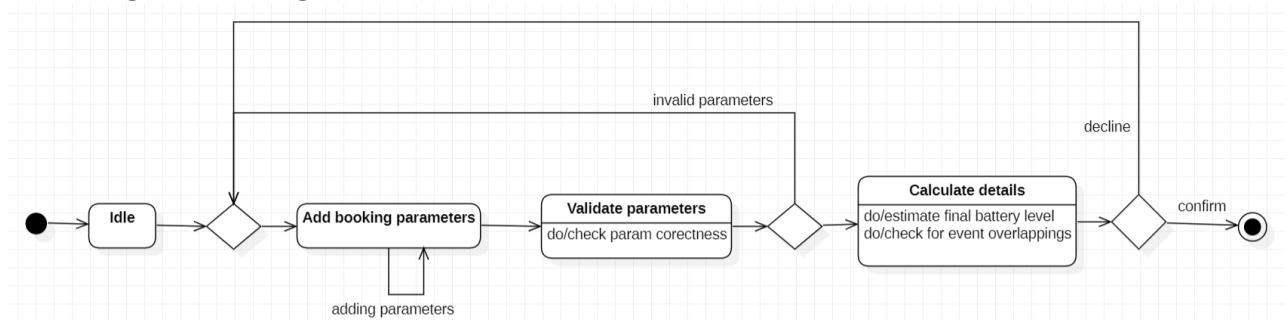 invalid parameters
decline
Idle
Add booking parameters
Validate parameters
do/check param corectness
Calculate details
do/estimate final battery level
do/check for event overlappings
confirm
adding parameters